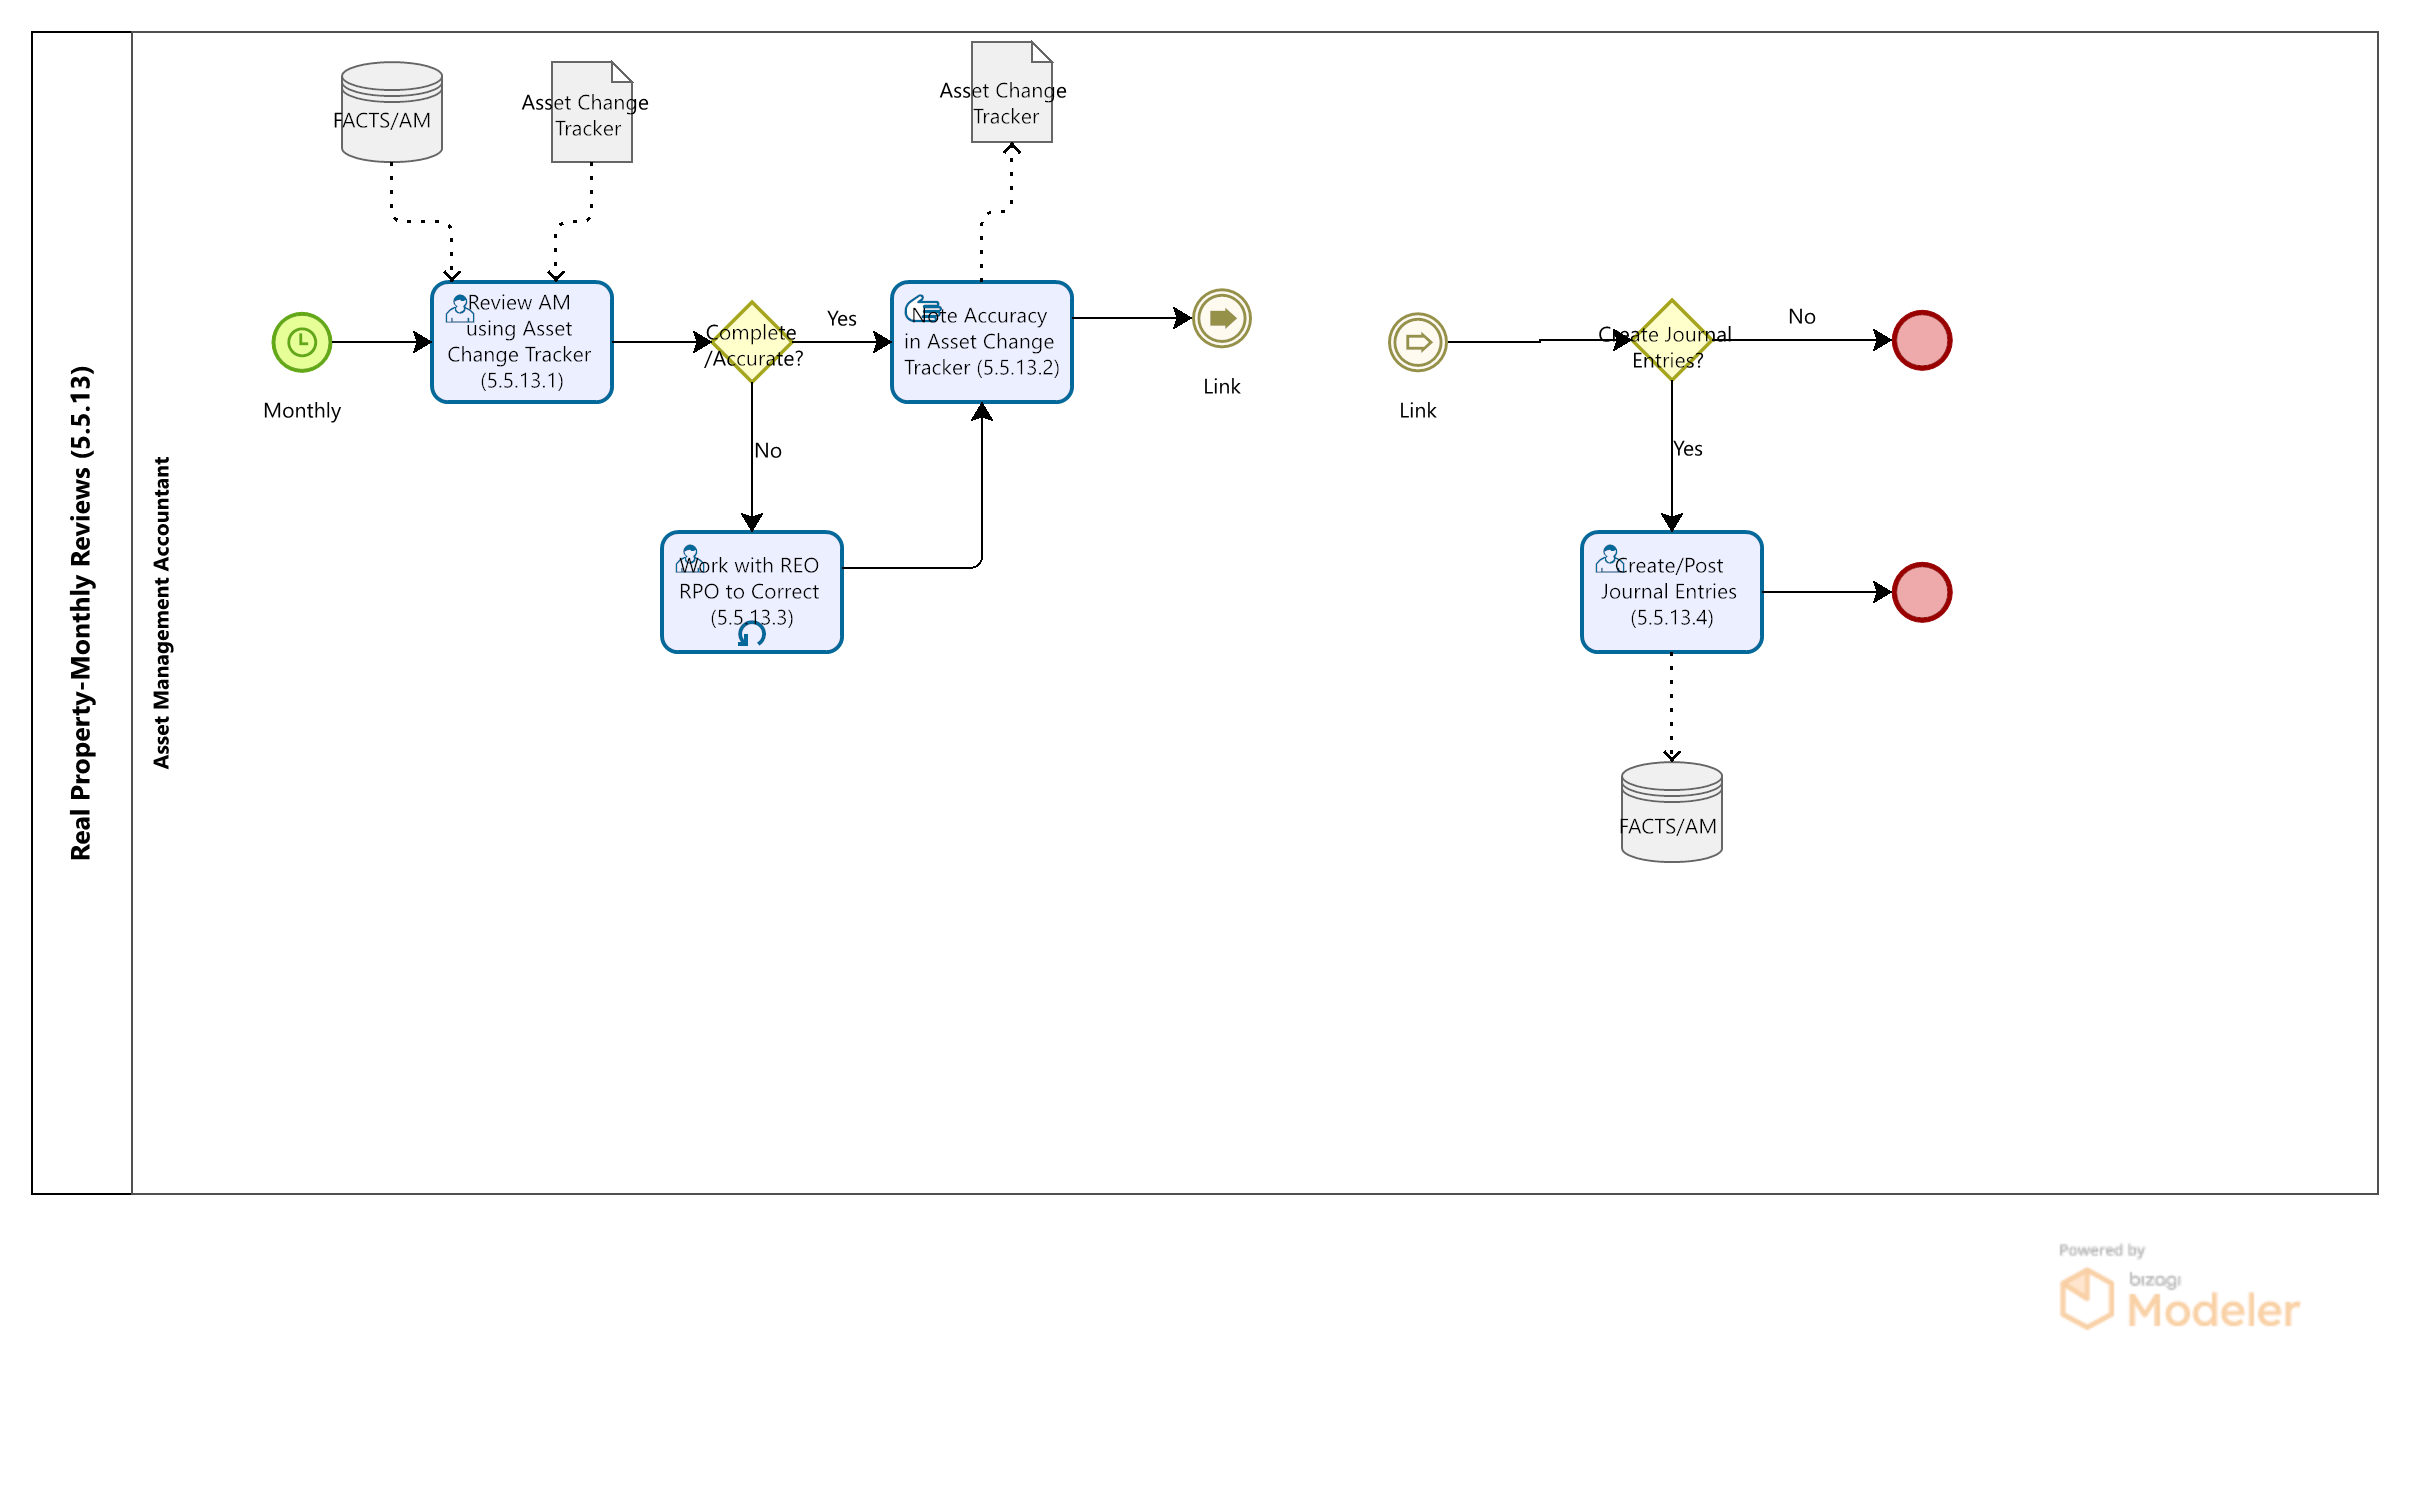 Real Property-Monthly Reviews (5.5.13)
Asset Management Accountant
FACTS/AM
Asset Change
Tracker
Asset Change
Tracker
Monthly
Review AM
using Asset
Change Tracker
(5.5.13.1)
Complete
/Accurate?
Yes
No
Note Accuracy
in Asset Change
Tracker (5.5.13.2)
Link
Work with REO
RPO to Correct
(5.5.13.3)
Link
Create Journal
Entries?
No
Yes
Create/Post
Journal Entries
(5.5.13.4)
FACTS/AM
Powered by
bizagi
Modeler